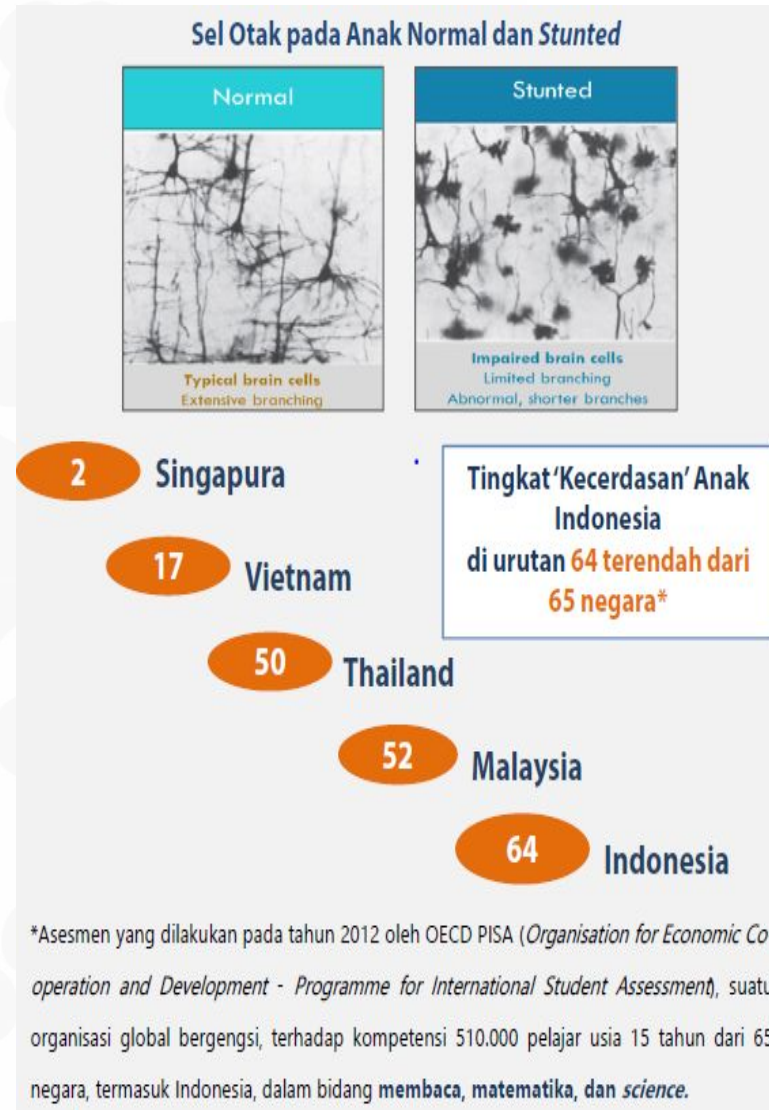 Sel Otak pada Anak Normal dan Stunted
Normal
Typical brain cells
Extensive branching
Stunted
Impaired brain cells
Limited branching
Abnormal, shorter branches
2 Singapura
17 Vietnam
50 Thailand
52 Malaysia
64 Indonesia
Tingkat 'Kecerdasan' Anak
Indonesia
di urutan 64 terendah dari
65 negara*
*Asesmen yang dilakukan pada tahun 2012 oleh OECD PISA (Organisation for Economic Co-
operation and Development - Programme for International Student Assessment), suatu
organisasi global bergengsi, terhadap kompetensi 510.000 pelajar usia 15 tahun dari 65
negara, termasuk Indonesia, dalam bidang membaca, matematika, dan science.